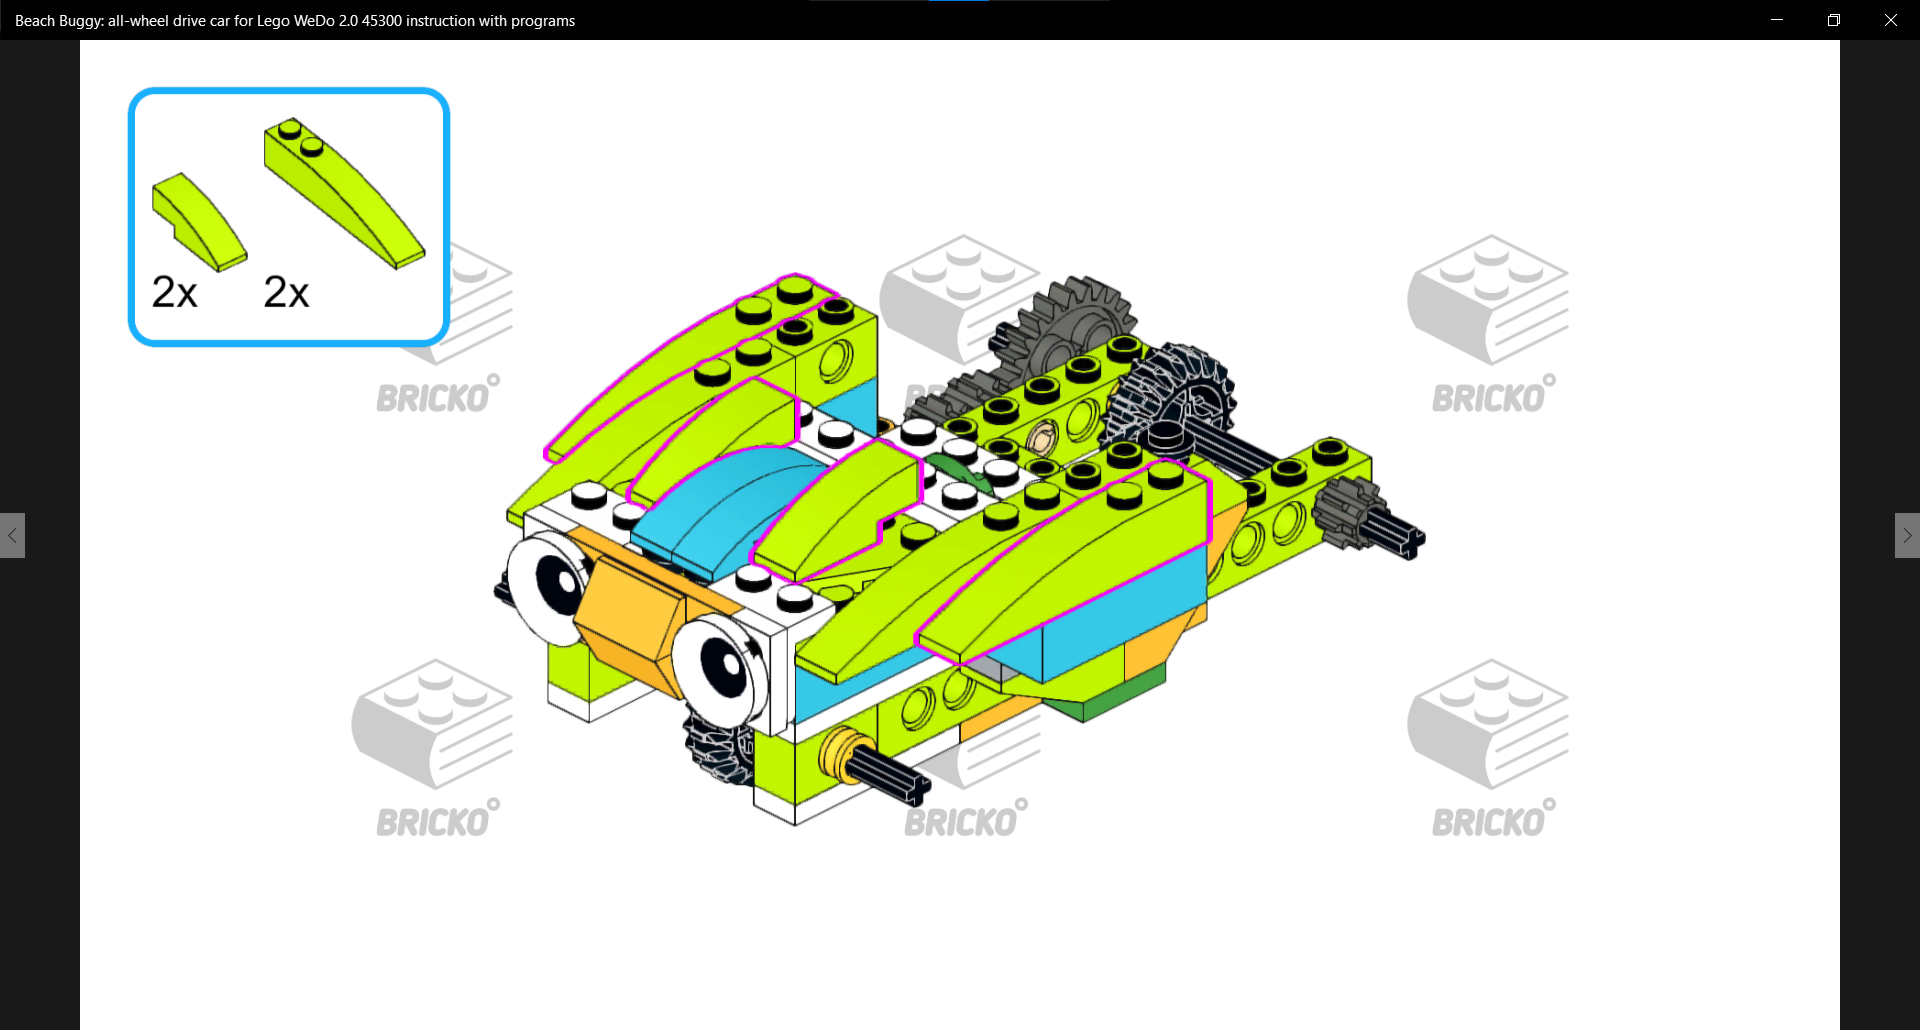 Beach Buggy: all-wheel drive car for Lego WeDo 2.0 45300 instruction with programs
2x 2x
BRICKO
BR
BRICKO
BRICKO
BRICKO
BRICKO